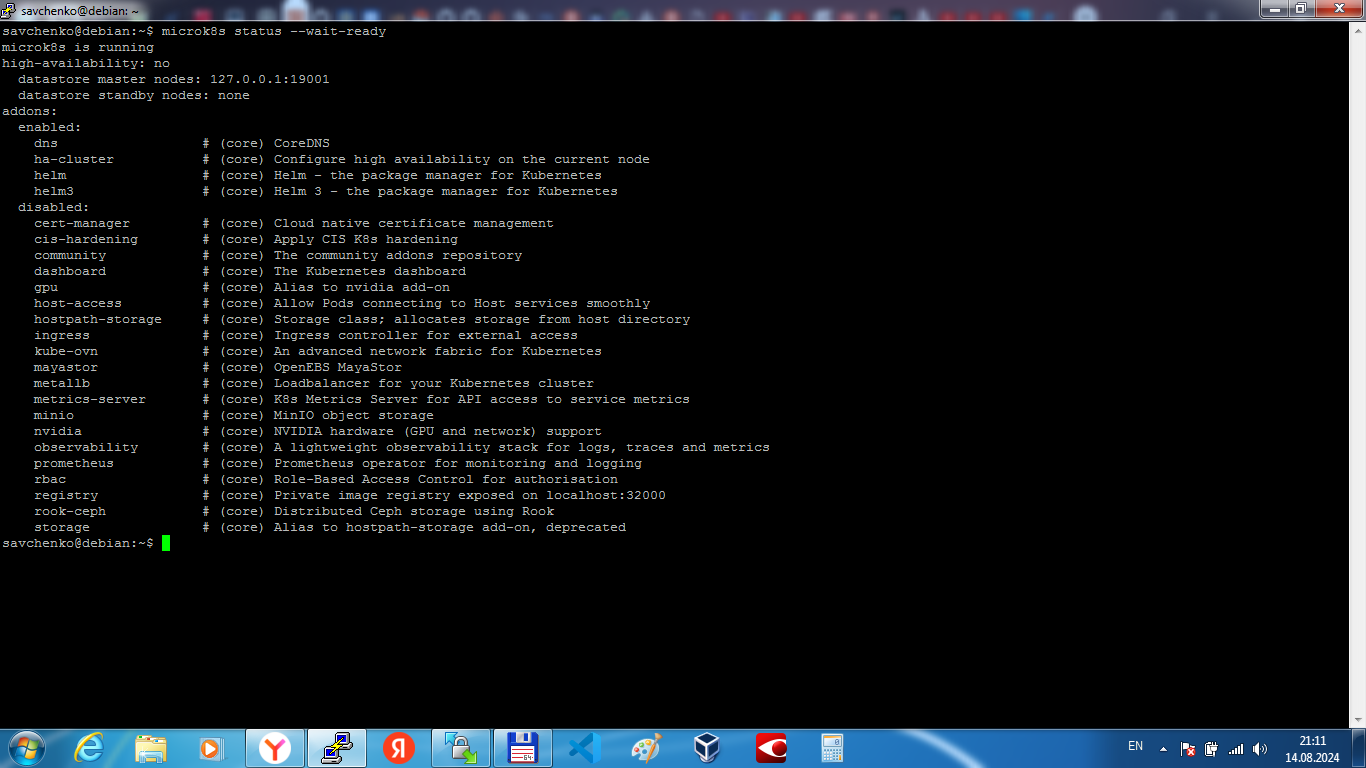 savchenko@debian: ~
savchenko@debian:~$ microk8s status --wait-ready
microk8s is running
high-availability: no
  datastore master nodes: 127.0.0.1:19001
  datastore standby nodes: none
addons:
  enabled:
    dns                  # (core) CoreDNS
    ha-cluster           # (core) Configure high availability on the current node
    helm                 # (core) Helm - the package manager for Kubernetes
    helm3                # (core) Helm 3 - the package manager for Kubernetes
  disabled:
    cert-manager         # (core) Cloud native certificate management
    cis-hardening        # (core) Apply CIS K8s hardening
    community            # (core) The community addons repository
    dashboard            # (core) The Kubernetes dashboard
    gpu                  # (core) Alias to nvidia add-on
    host-access          # (core) Allow Pods connecting to Host services smoothly
    hostpath-storage     # (core) Storage class; allocates storage from host directory
    ingress              # (core) Ingress controller for external access
    kube-ovn             # (core) An advanced network fabric for Kubernetes
    mayastor             # (core) OpenEBS MayaStor
    metallb              # (core) Loadbalancer for your Kubernetes cluster
    metrics-server       # (core) K8s Metrics Server for API access to service metrics
    minio                # (core) MinIO object storage
    nvidia               # (core) NVIDIA hardware (GPU and network) support
    observability        # (core) A lightweight observability stack for logs, traces and metrics
    prometheus           # (core) Prometheus operator for monitoring and logging
    rbac                 # (core) Role-Based Access Control for authorisation
    registry             # (core) Private image registry exposed on localhost:32000
    rook-ceph            # (core) Distributed Ceph storage using Rook
    storage              # (core) Alias to hostpath-storage add-on, deprecated
savchenko@debian:~$
Я
64
EN
21:11
14.08.2024